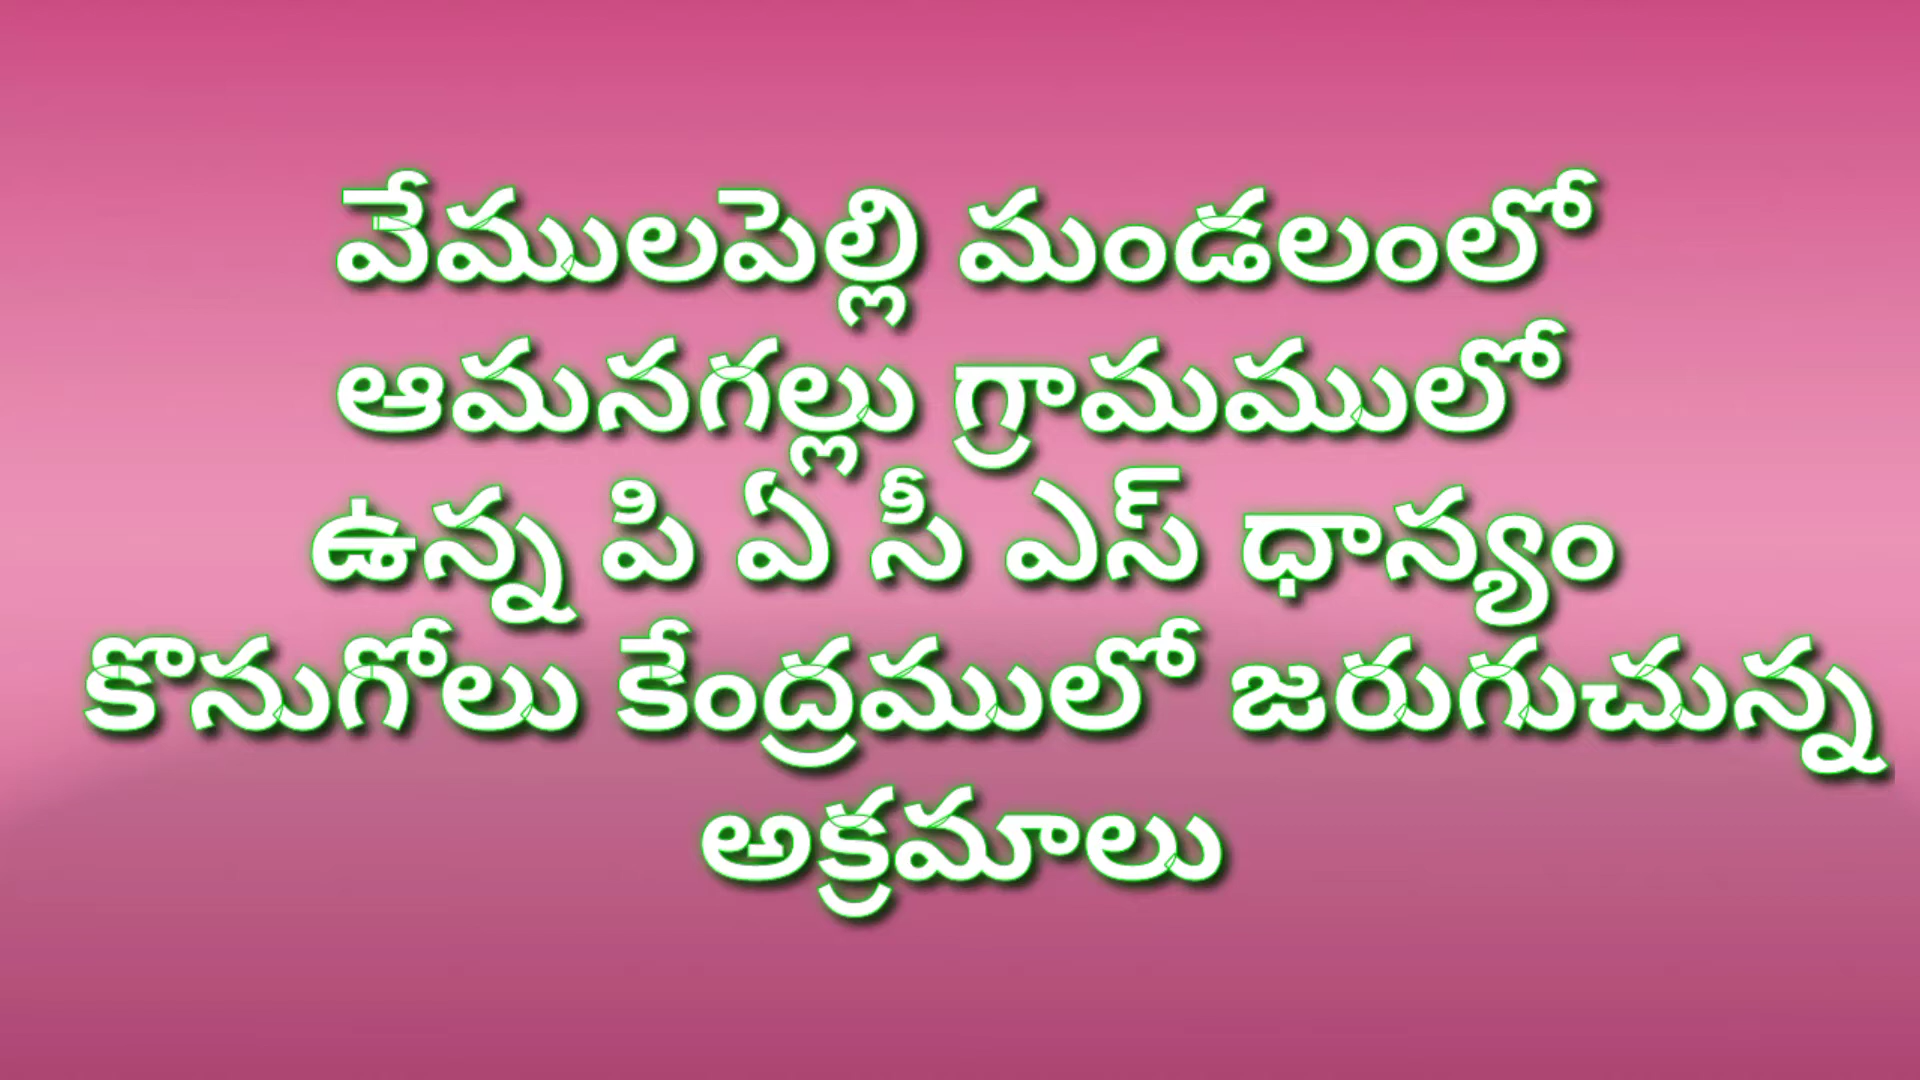 వేములపెల్లి మండలంలో
ఆమనగల్లు గ్రామములో
ఉన్న పి ఏ సీ ఎస్ ధాన్యం
కొనుగోలు కేంద్రములో జరుగుచున్న
అక్రమాలు